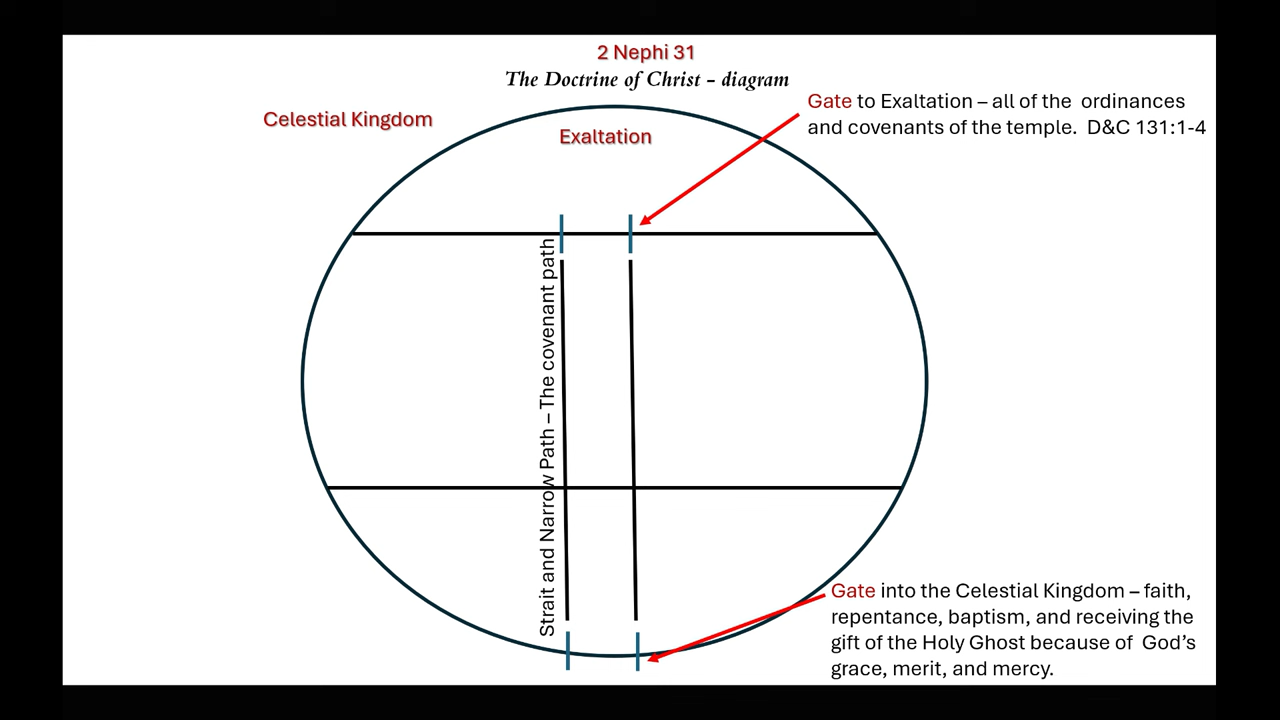 2 Nephi 31
The Doctrine of Christ – diagram
Celestial Kingdom
Exaltation
Gate to Exaltation – all of the ordinances
and covenants of the temple. D&C 131:1-4
Strait and Narrow Path – The covenant path
Gate into the Celestial Kingdom – faith,
repentance, baptism, and receiving the
gift of the Holy Ghost because of God's
grace, merit, and mercy.